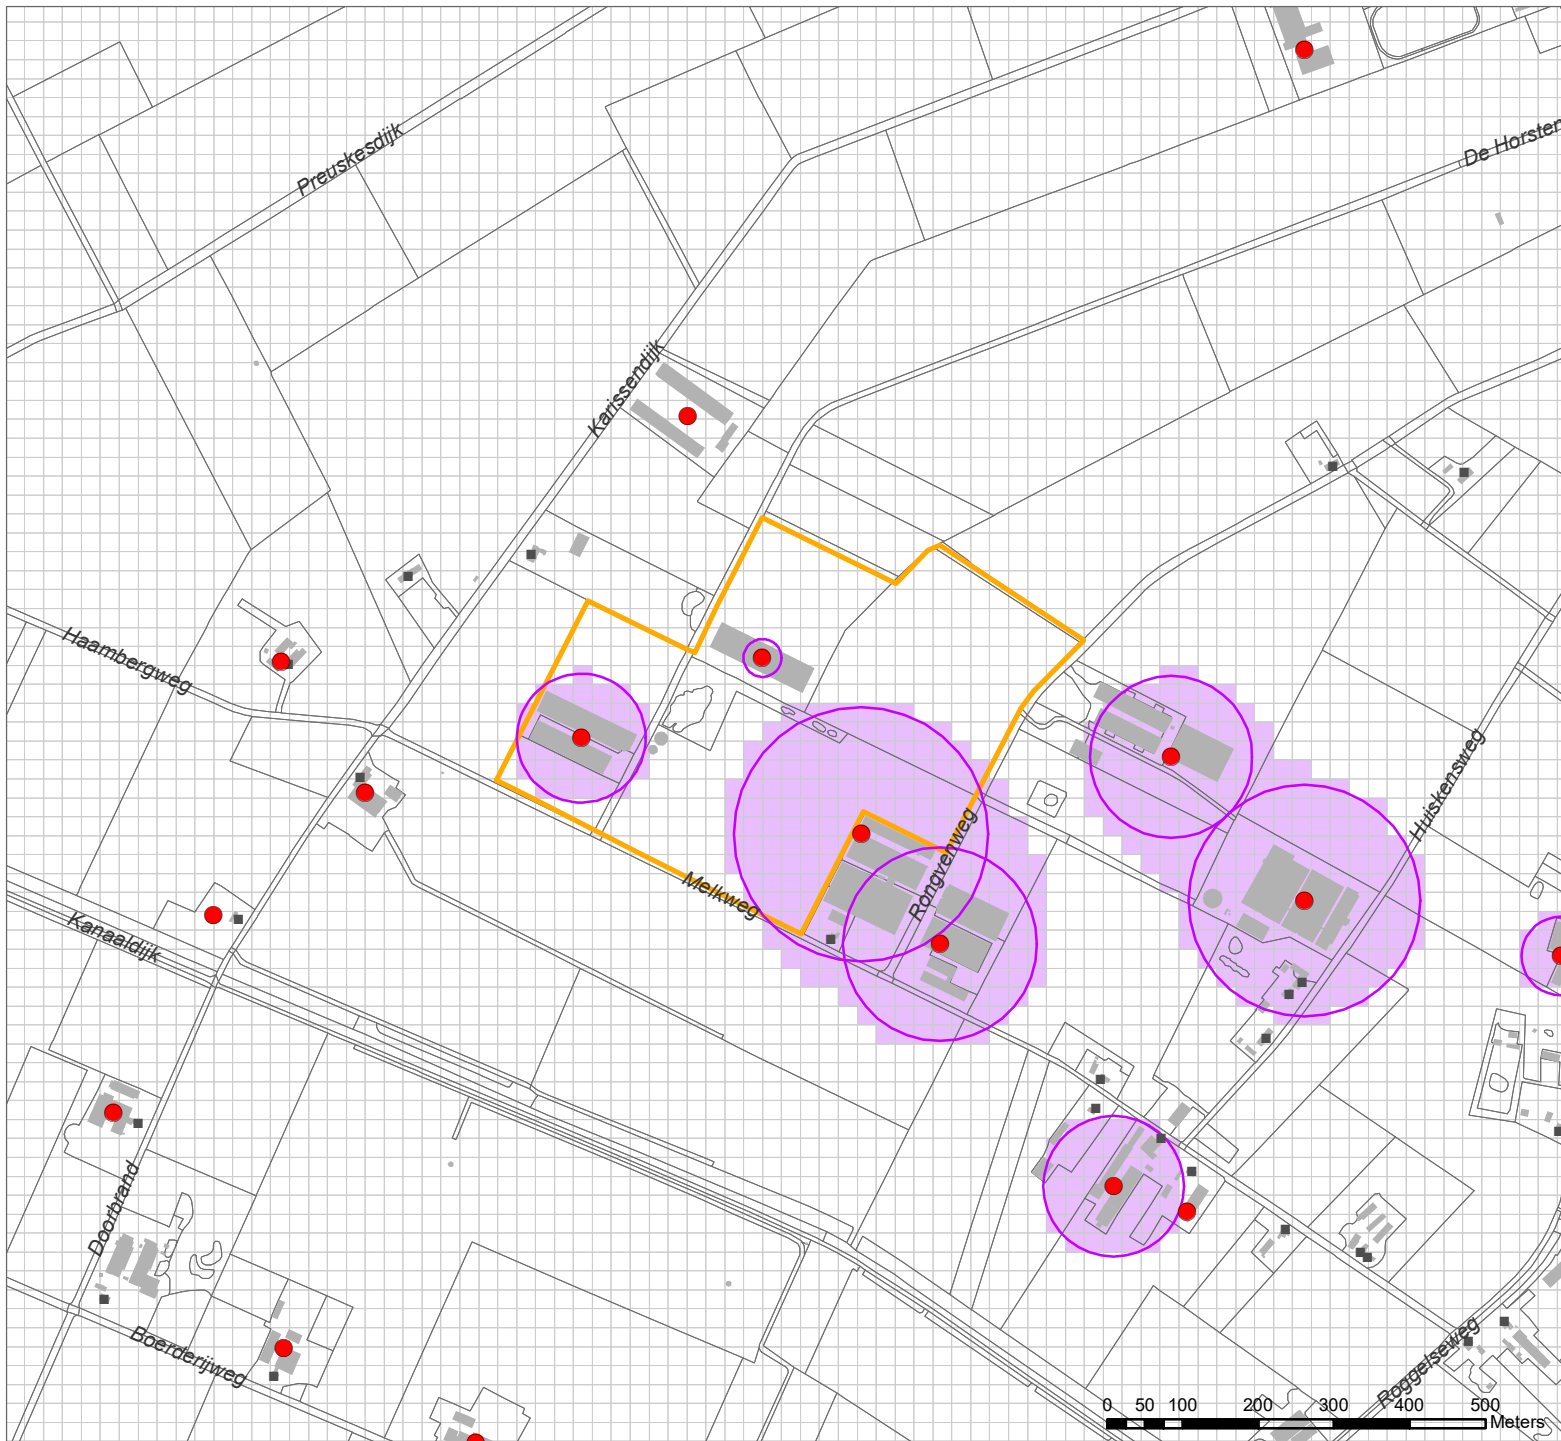 De Horsten
Preuskesdijk
Karissendijk
Haambergweg
Huiskensweg
Rongvenweg
Melkweg
Kanaaldijk
Doorbrand
Boerderijweg
Roggelseweg
0 50 100 200 300 400 500
Meters